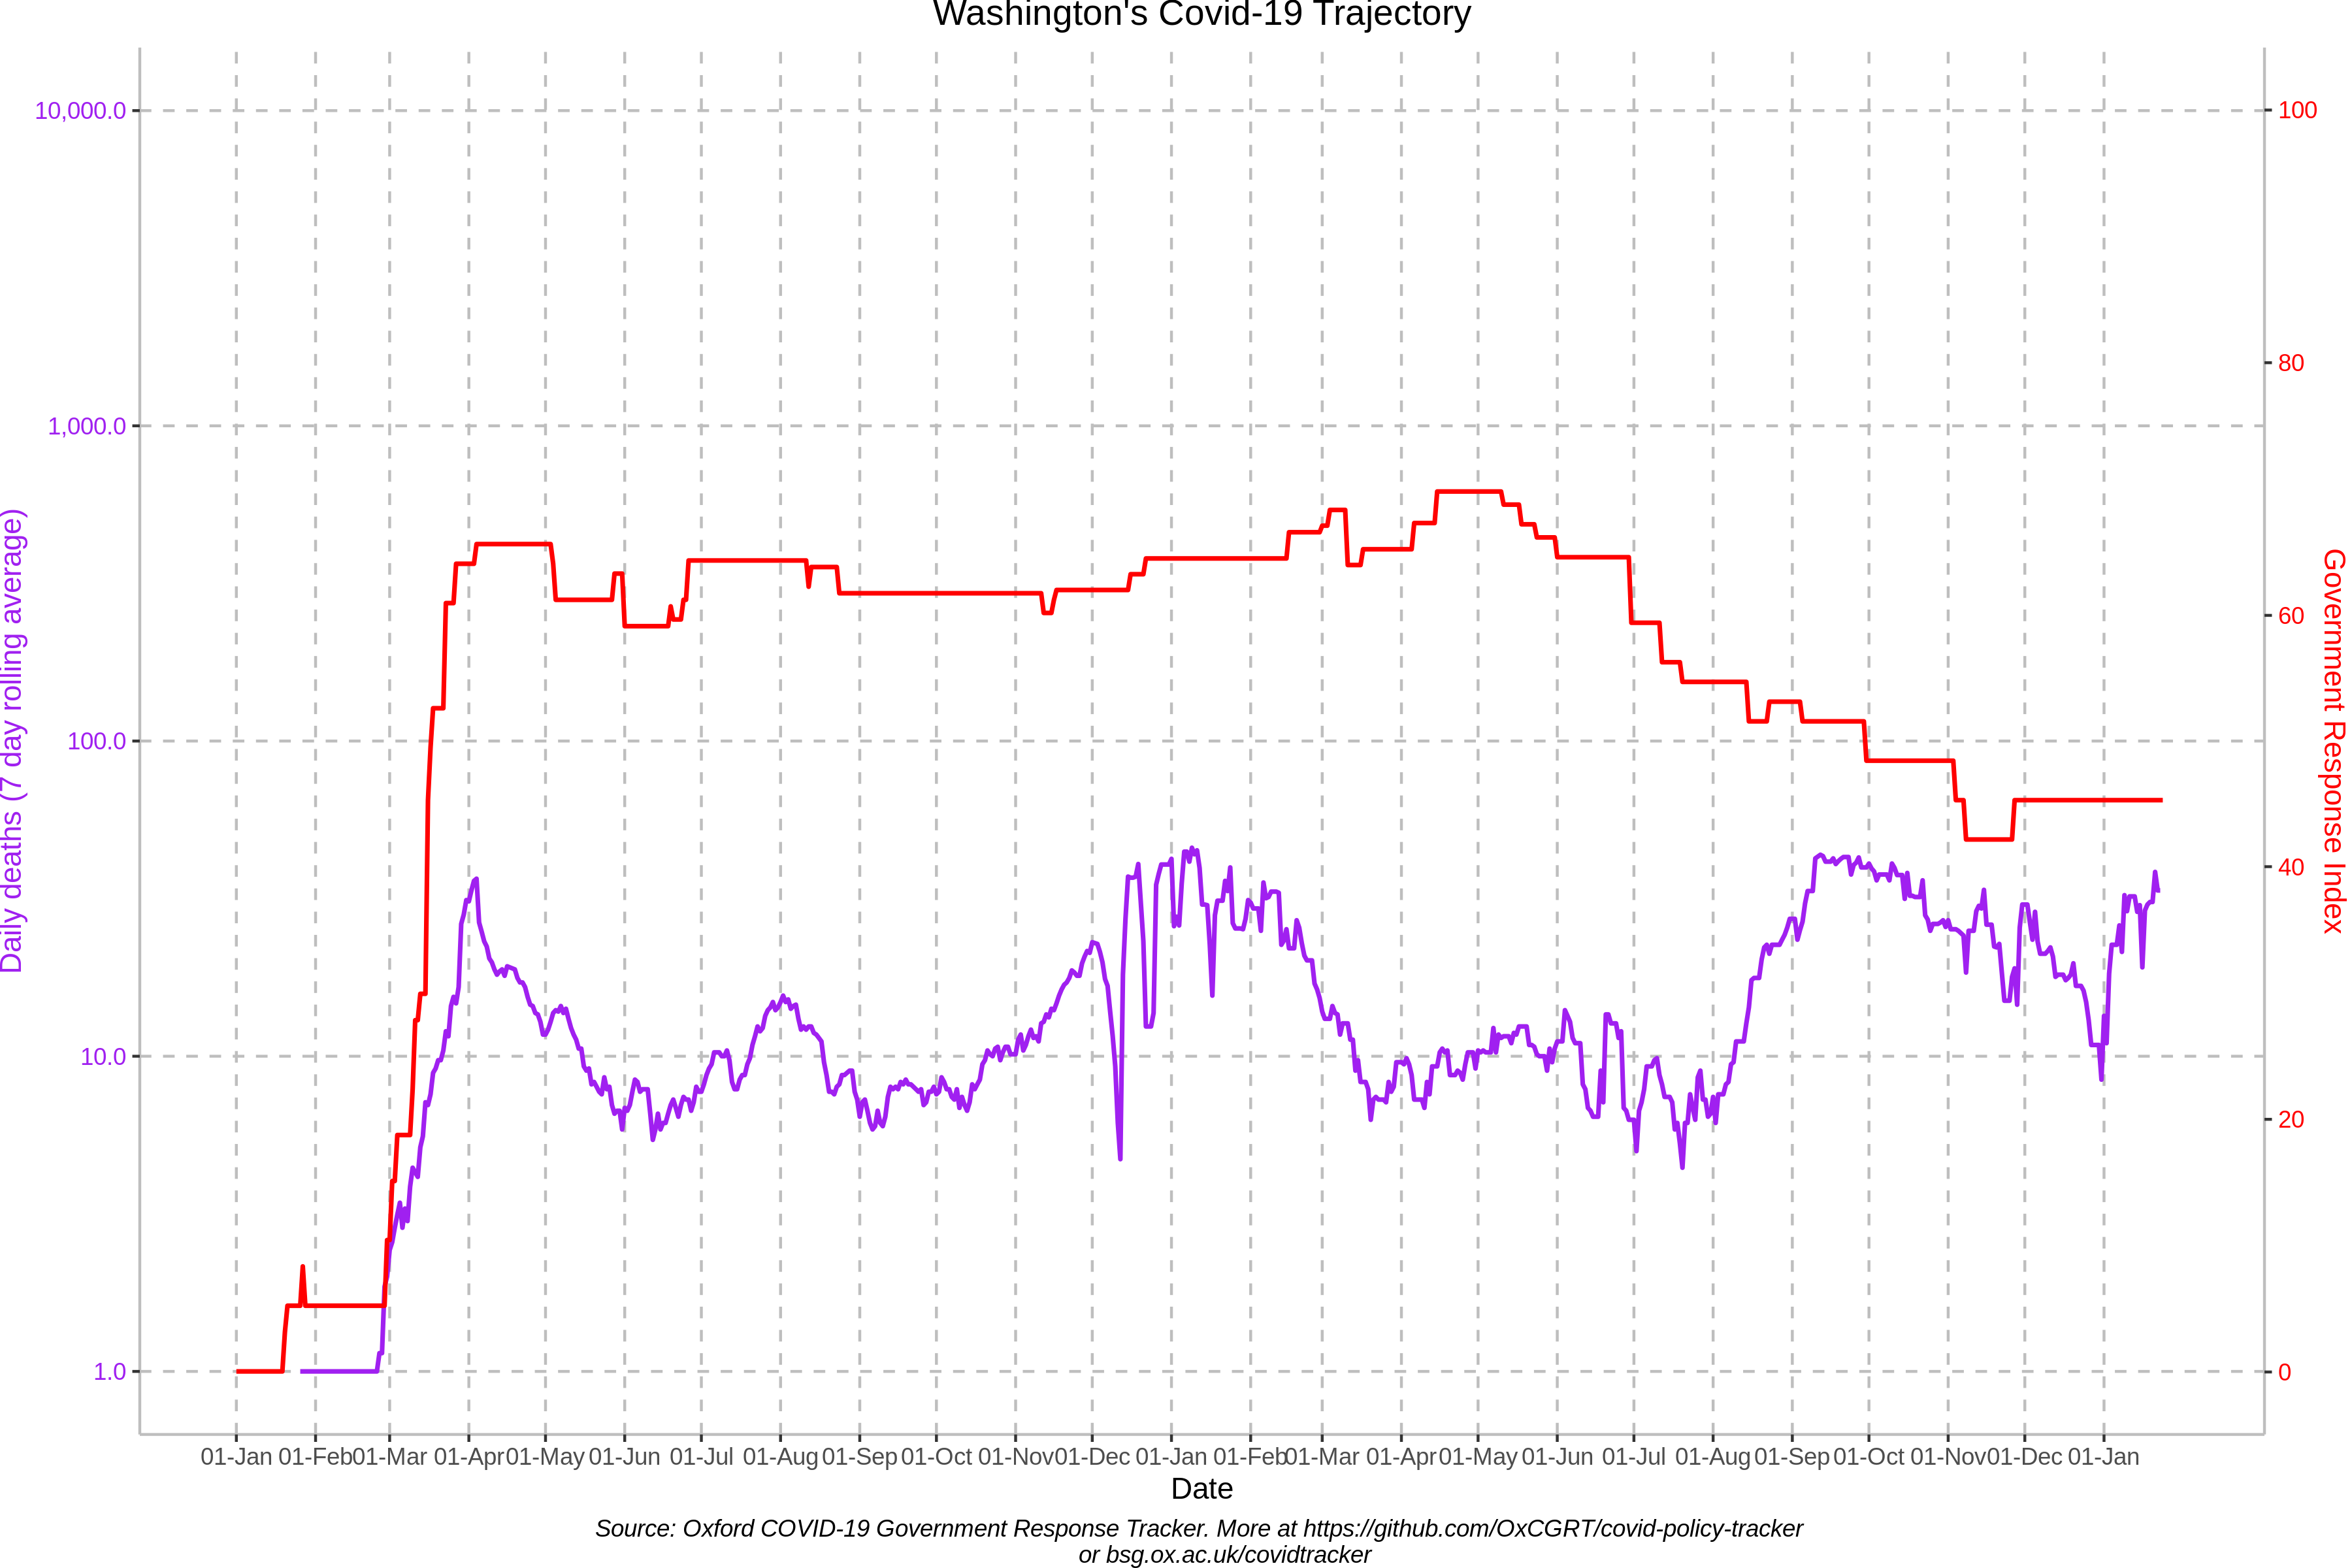 Washington's Covid-19 Trajectory
10,000.0
1,000.0
100.0
10.0
1.0
Daily deaths (7 day rolling average)
100
80
60
40
20
0
Government Response Index
01-Jan 01-Feb 01-Mar 01-Apr 01-May 01-Jun 01-Jul 01-Aug 01-Sep 01-Oct 01-Nov 01-Dec 01-Jan 01-Feb 01-Mar 01-Apr 01-May 01-Jun 01-Jul 01-Aug 01-Sep 01-Oct 01-Nov 01-Dec 01-Jan
Date
Source: Oxford COVID-19 Government Response Tracker. More at https://github.com/OxCGRT/covid-policy-tracker
or bsg.ox.ac.uk/covidtracker